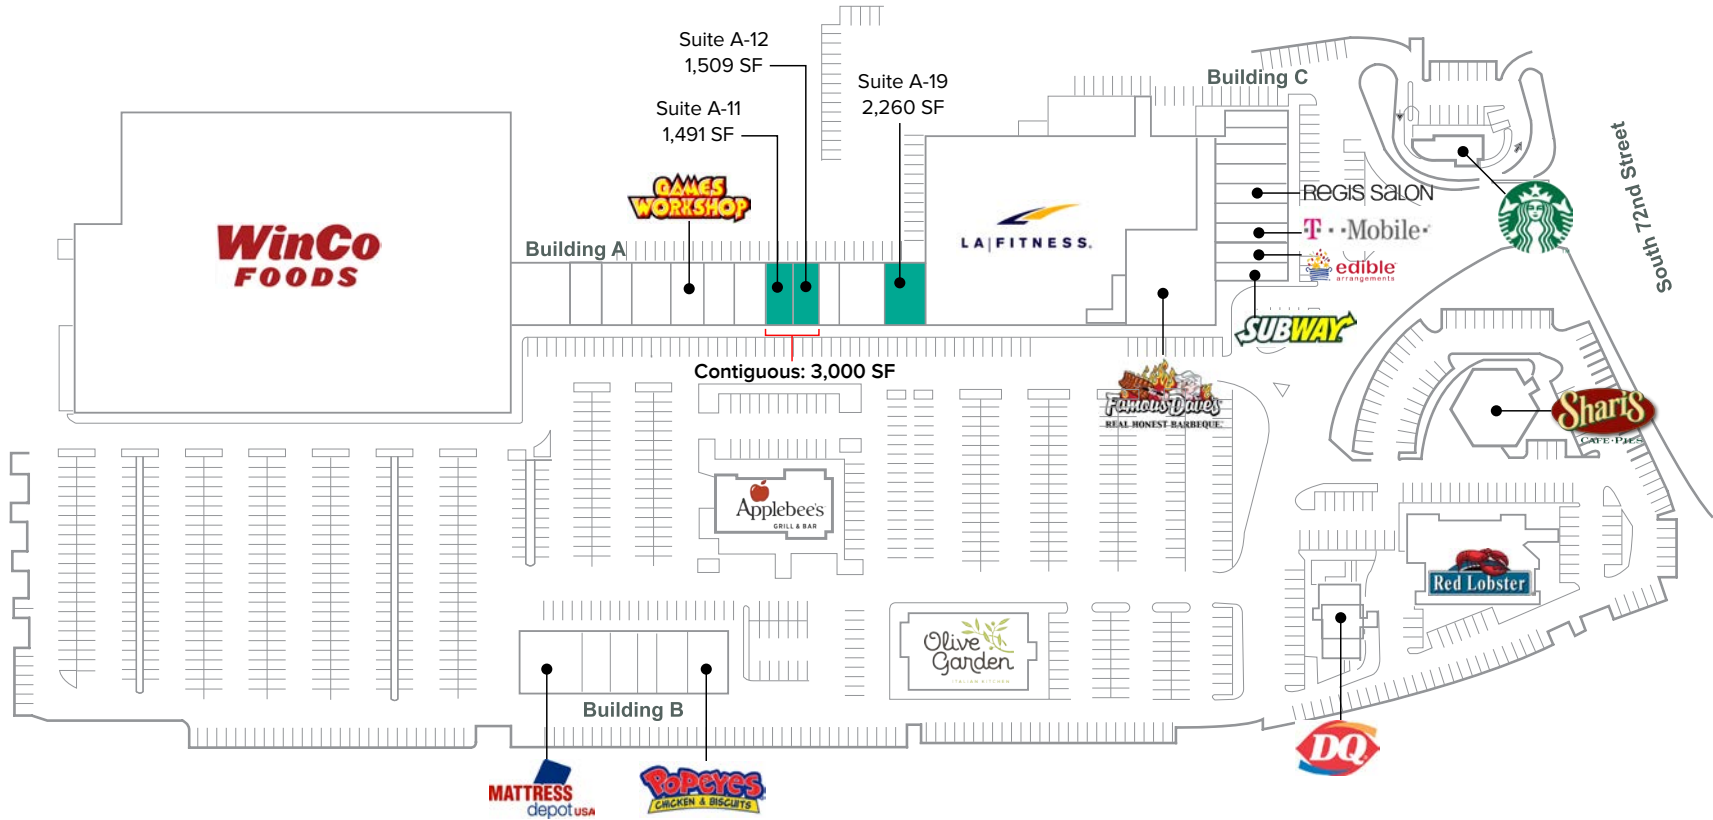 Suite A-12
1,509 SF
Suite A-11
1,491 SF
Suite A-19
2,260 SF
Building C
South 72nd Street
GAMES
WORKSHOP
WinCo
FOODS
Building A
LA|FITNESS.
REGIS SALON
T · · Mobile ·
edible
arrangements
SUBWAY
Contiguous: 3,000 SF
Famous Dave's
REAL HONEST BARBEQUE
Shari's
CAFE · PIES
Applebee's
GRILL & BAR
Red Lobster
Olive
Garden
ITALIAN KITCHEN
Building B
DQ
MATTRESS
depot USA
POPEYES
CHICKEN & BISCUITS